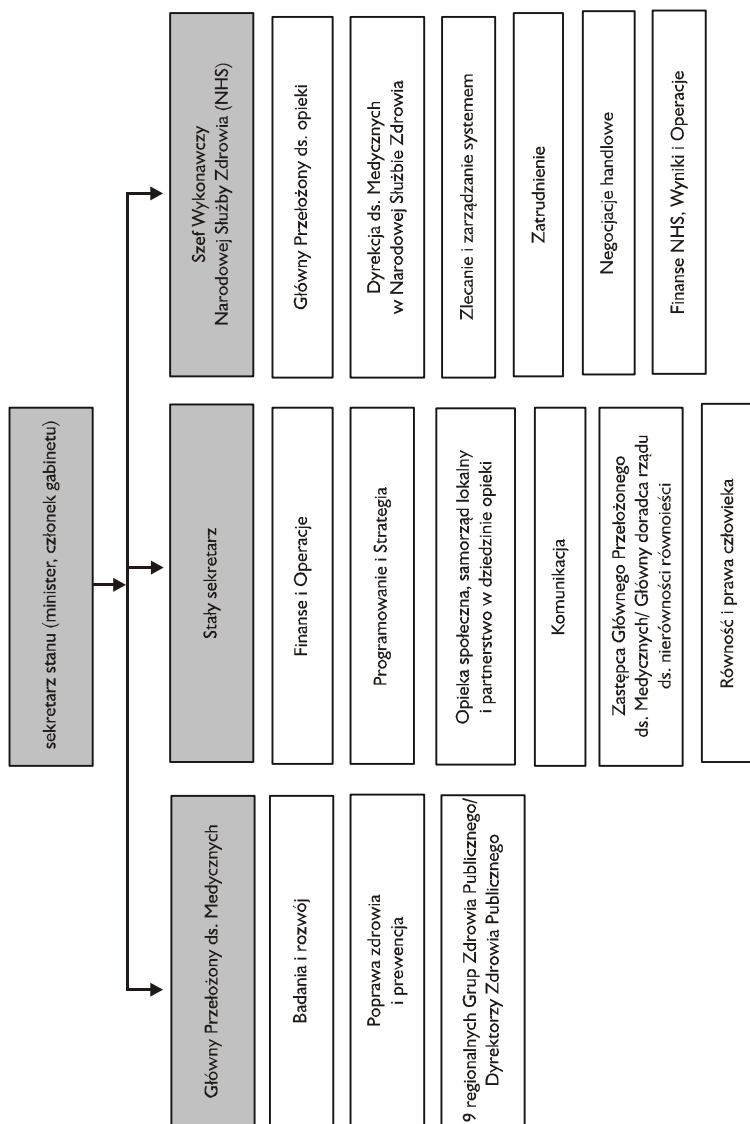 sekretarz stanu (minister, członek gabinetu)
Główny Przełożony ds. Medycznych
Badania i rozwój
Poprawa zdrowia
i prewencja
9 regionalnych Grup Zdrowia Publicznego/
Dyrektorzy Zdrowia Publicznego
Stały sekretarz
Finanse i Operacje
Programowanie i Strategia
Opieka społeczna, samorząd lokalny
i partnerstwo w dziedzinie opieki
Komunikacja
Zastępca Głównego Przełożonego
ds. Medycznych/ Główny doradca rządu
ds. nierówności równoieści
Równość i prawa człowieka
Szef Wykonawczy
Narodowej Służby Zdrowia (NHS)
Główny Przełożony ds. opieki
Dyrekcja ds. Medycznych
w Narodowej Służbie Zdrowia
Zlecanie i zarządzanie systemem
Zatrudnienie
Negocjacje handlowe
Finanse NHS, Wyniki i Operacje